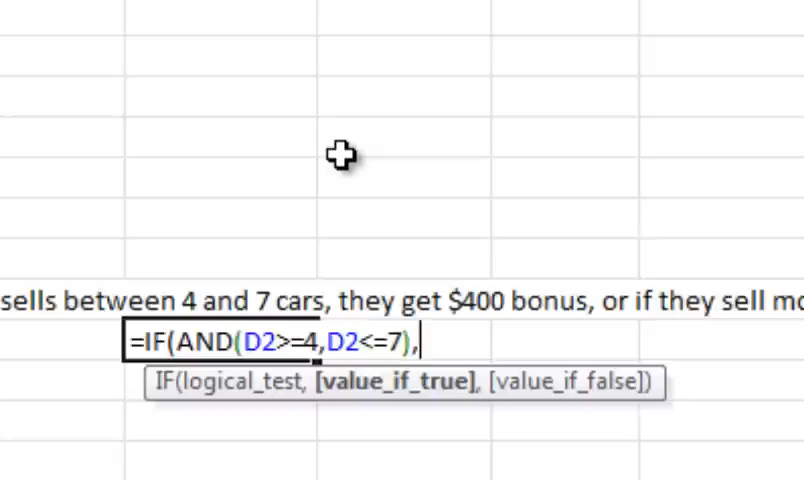 sells between 4 and 7 cars, they get $400 bonus, or if they sell
=IF(AND(D2>=4,D2<=7),
IF(logical_test, [value_if_true], [value_if_false])